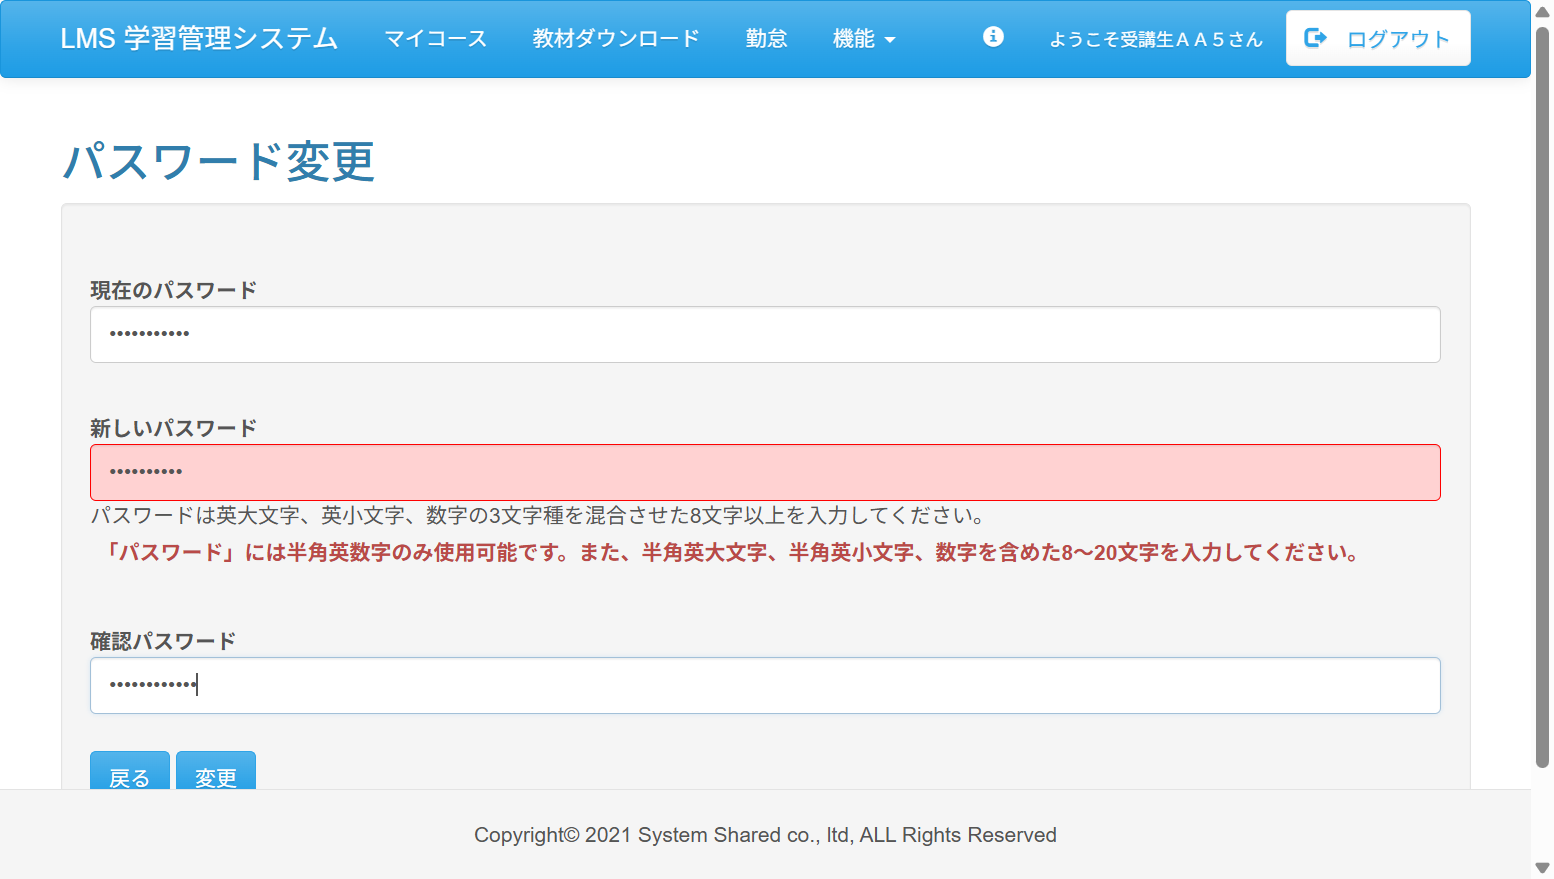 LMS 学習管理システム マイコース 教材ダウンロード 勤怠 機能 ようこそ受講生ＡＡ５さん ログアウト
パスワード変更
現在のパスワード
•••••••••••
新しいパスワード
••••••••••
パスワードは英大文字、英小文字、数字の3文字種を混合させた8文字以上を入力してください。
「パスワード」には半角英数字のみ使用可能です。また、半角英大文字、半角英小文字、数字を含めた8～20文字を入力してください。
確認パスワード
••••••••••••
戻る 変更
Copyright© 2021 System Shared co., ltd, ALL Rights Reserved